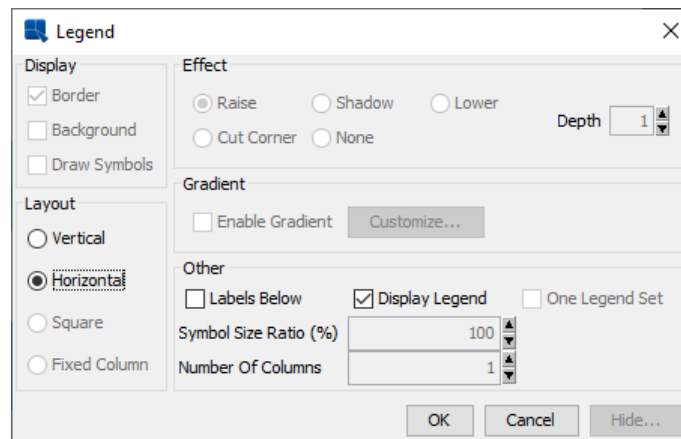 Legend
Display
Border
Background
Draw Symbols
Layout
Vertical
Horizontal
Square
Fixed Column
Effect
Raise Shadow Lower
Cut Corner None
Depth 1
Gradient
Enable Gradient Customize...
Other
Labels Below Display Legend One Legend Set
Symbol Size Ratio (%) 100
Number Of Columns 1
OK Cancel Hide...